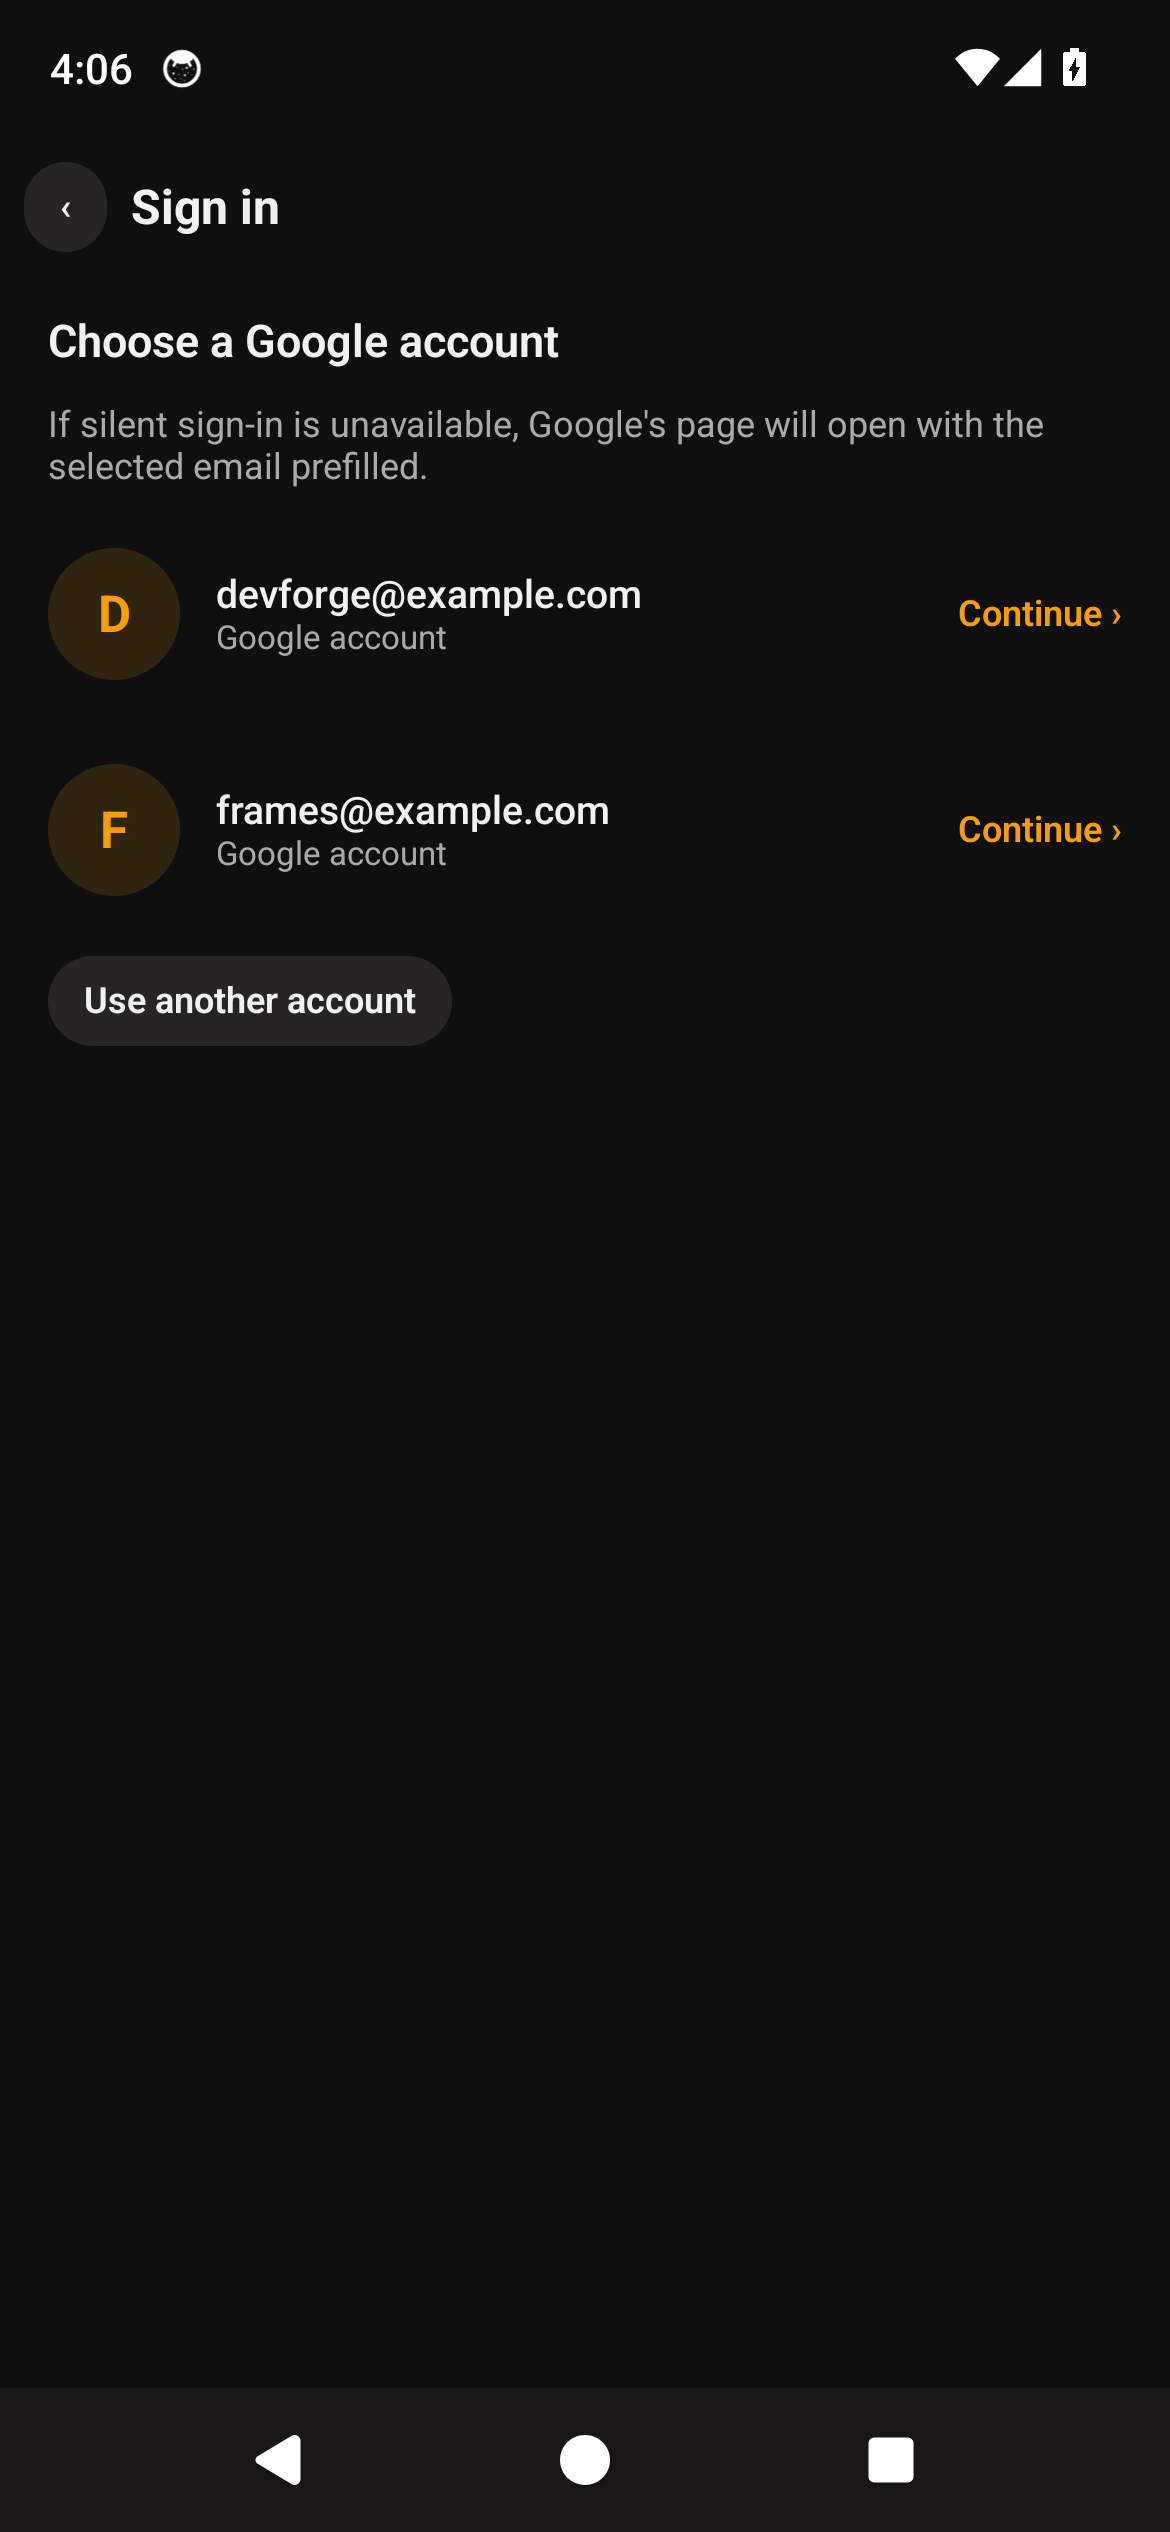 4:06
‹ Sign in
Choose a Google account
If silent sign-in is unavailable, Google's page will open with the
selected email prefilled.
D
devforge@example.com
Google account
Continue ›
F
frames@example.com
Google account
Continue ›
Use another account